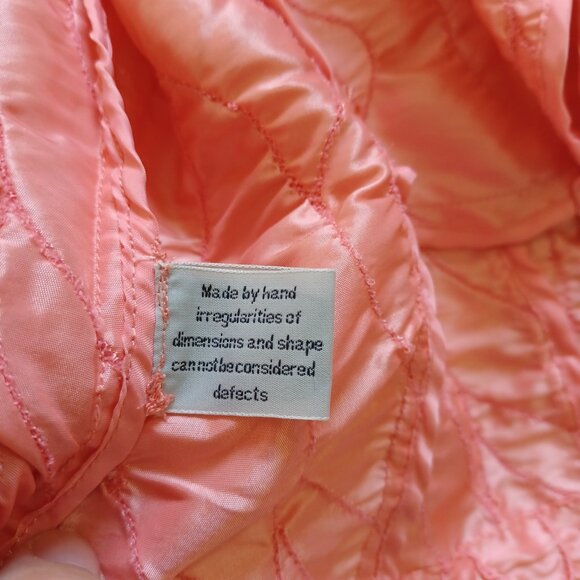 Made by hand
irregularities of
dimensions and shape
cannotbeconsidered
defects